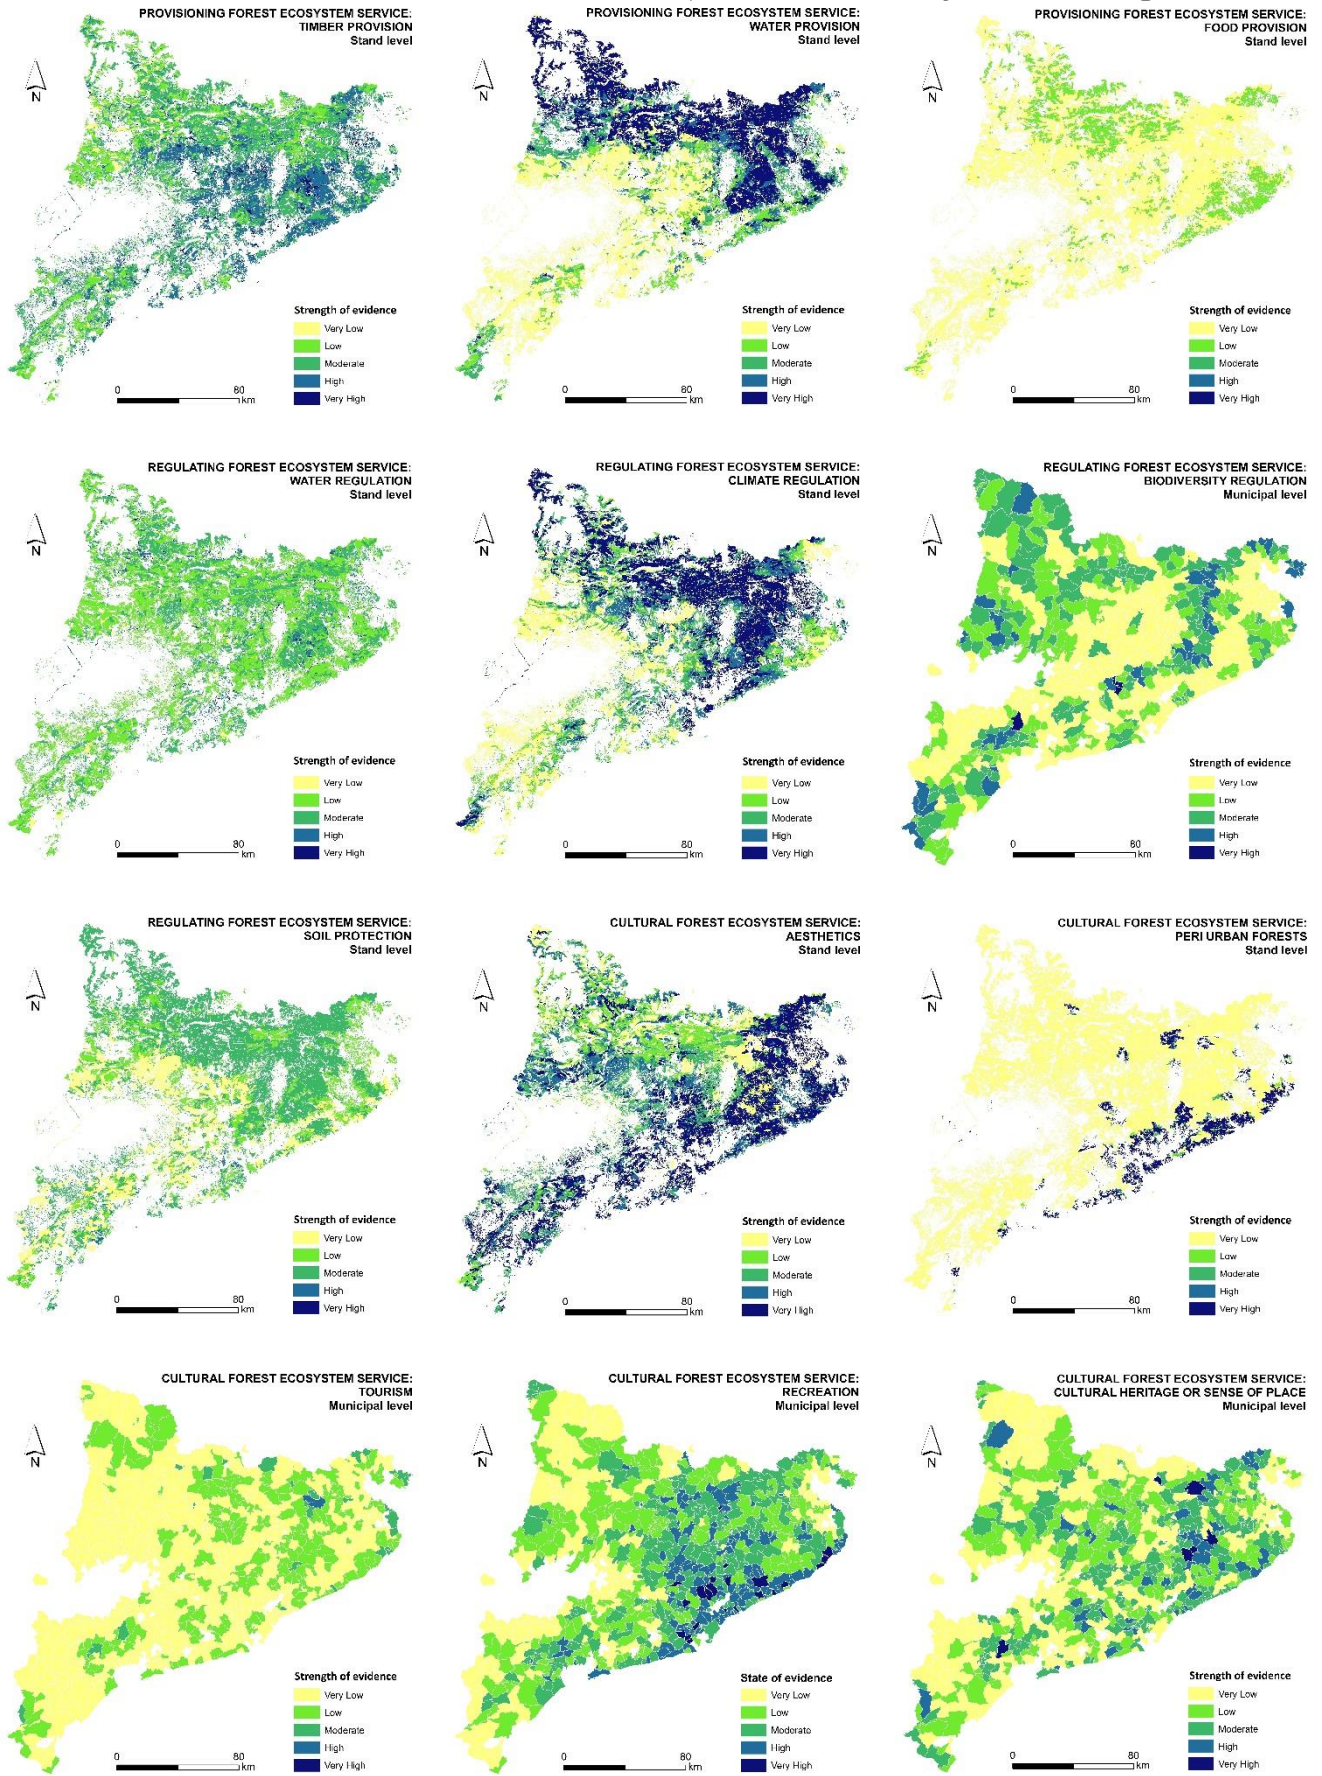 PROVISIONING FOREST ECOSYSTEM SERVICE:
TIMBER PROVISION
Stand level
N
Strength of evidence
Very Low
Low
Moderate
High
Very High
0 80
km
PROVISIONING FOREST ECOSYSTEM SERVICE:
WATER PROVISION
Stand level
N
Strength of evidence
Very Low
Low
Moderate
High
Very High
0 80
km
PROVISIONING FOREST ECOSYSTEM SERVICE:
FOOD PROVISION
Stand level
N
Strength of evidence
Very Low
Low
Moderate
High
Very High
0 80
km
REGULATING FOREST ECOSYSTEM SERVICE:
WATER REGULATION
Stand level
N
Strength of evidence
Very Low
Low
Moderate
High
Very High
0 80
km
REGULATING FOREST ECOSYSTEM SERVICE:
CLIMATE REGULATION
Stand level
N
Strength of evidence
Very Low
Low
Moderate
High
Very High
0 80
km
REGULATING FOREST ECOSYSTEM SERVICE:
BIODIVERSITY REGULATION
Municipal level
N
Strength of evidence
Very Low
Low
Moderate
High
Very High
0 60
km
REGULATING FOREST ECOSYSTEM SERVICE:
SOIL PROTECTION
Stand level
N
Strength of evidence
Very Low
Low
Moderate
High
Very High
0 80
km
CULTURAL FOREST ECOSYSTEM SERVICE:
AESTHETICS
Stand level
N
Strength of evidence
Very Low
Low
Moderate
High
Very High
0 80
km
CULTURAL FOREST ECOSYSTEM SERVICE:
PERI URBAN FORESTS
Stand level
N
Strength of evidence
Very Low
Low
Moderate
High
Very High
0 80
km
CULTURAL FOREST ECOSYSTEM SERVICE:
TOURISM
Municipal level
N
Strength of evidence
Very Low
Low
Moderate
High
Very High
0 80
km
CULTURAL FOREST ECOSYSTEM SERVICE:
RECREATION
Municipal level
N
State of evidence
Very Low
Low
Moderate
High
Very High
0 80
km
CULTURAL FOREST ECOSYSTEM SERVICE:
CULTURAL HERITAGE OR SENSE OF PLACE
Municipal level
N
Strength of evidence
Very Low
Low
Moderate
High
Very High
0 80
km